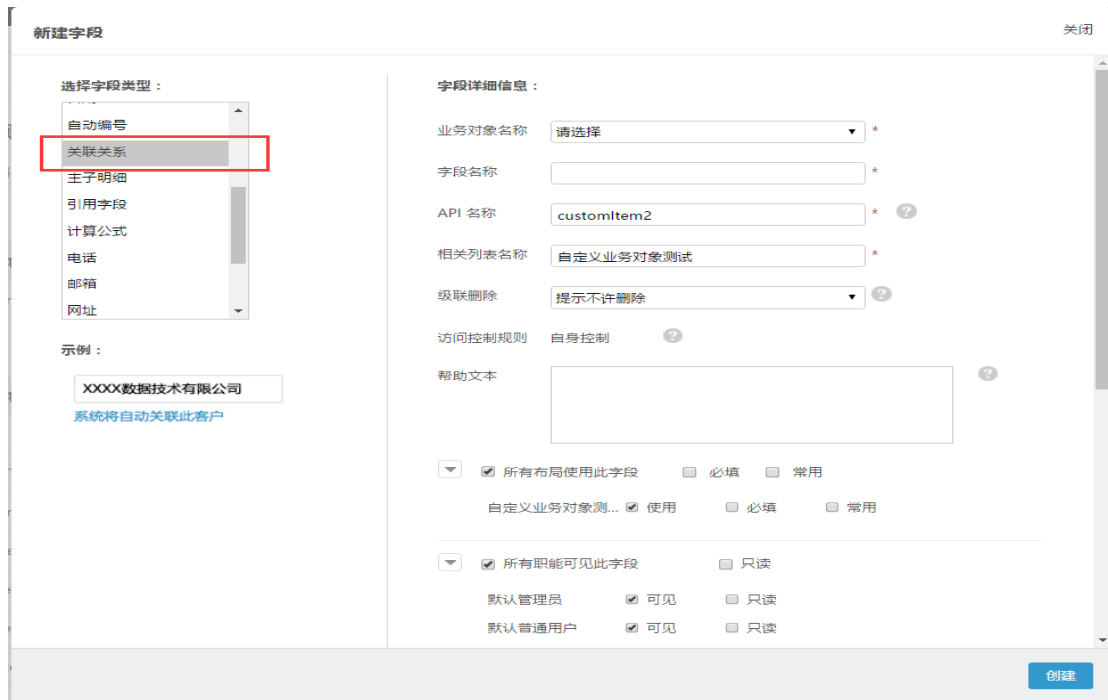 新建字段
关闭
选择字段类型：
自动编号
关联关系
主子明细
引用字段
计算公式
电话
邮箱
网址
示例：
XXXX数据技术有限公司
系统将自动关联此客户
字段详细信息：
业务对象名称 请选择 *
字段名称 *
API 名称 customItem2 * ?
相关列表名称 自定义业务对象测试 *
级联删除 提示不许删除 ?
访问控制规则 自身控制 ?
帮助文本 ?
所有布局使用此字段 必填 常用
自定义业务对象测... 使用 必填 常用
所有职能可见此字段 只读
默认管理员 可见 只读
默认普通用户 可见 只读
创建